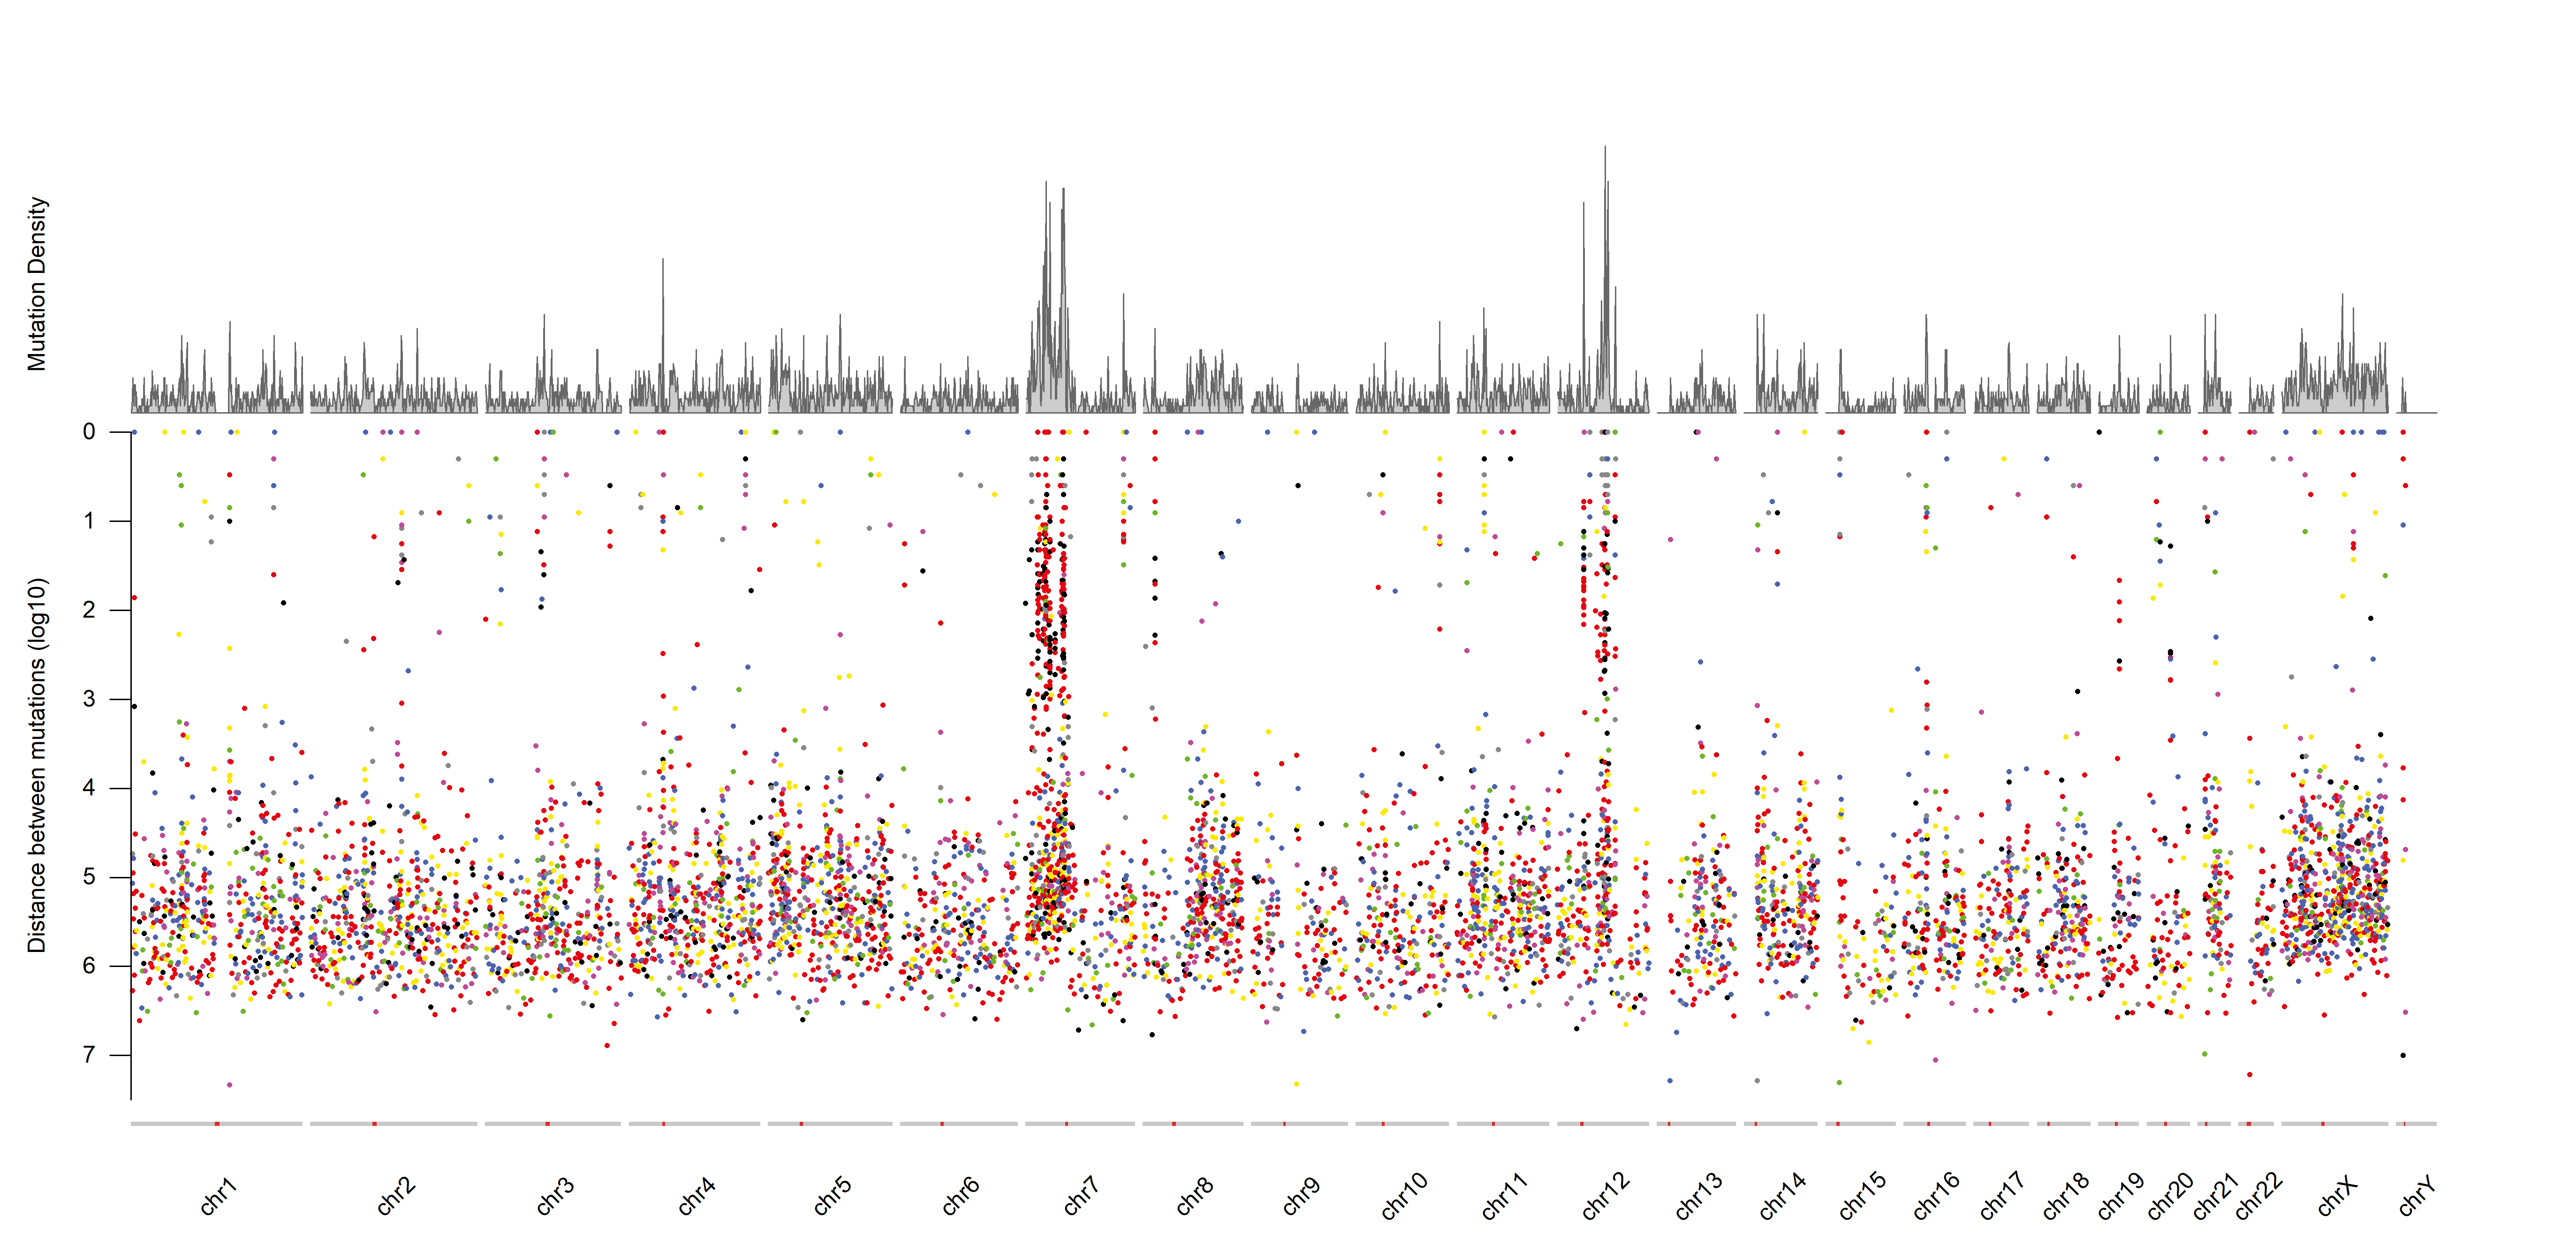 Mutation Density
Distance between mutations (log10)
0
1
2
3
4
5
6
7
chr1
chr2
chr3
chr4
chr5
chr6
chr7
chr8
chr9
chr10
chr11
chr12
chr13
chr14
chr15
chr16
chr17
chr18
chr19
chr20
chr21
chr22
chrX
chrY